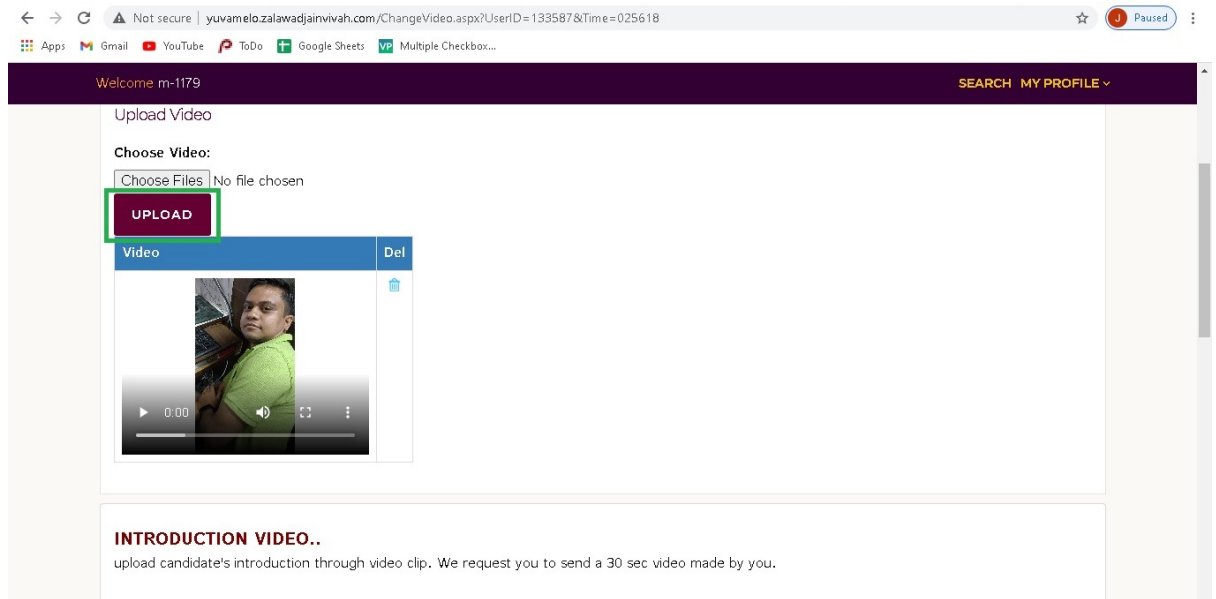 Not secure yuvamelo.zalawadjainvivah.com/ChangeVideo.aspx?UserID=133587&Time=025618 J Paused
Apps Gmail YouTube ToDo Google Sheets VP Multiple Checkbox...
Welcome m-1179 SEARCH MY PROFILE
Upload Video
Choose Video:
Choose Files No file chosen
UPLOAD
Video Del
0:00
INTRODUCTION VIDEO..
upload candidate's introduction through video clip. We request you to send a 30 sec video made by you.